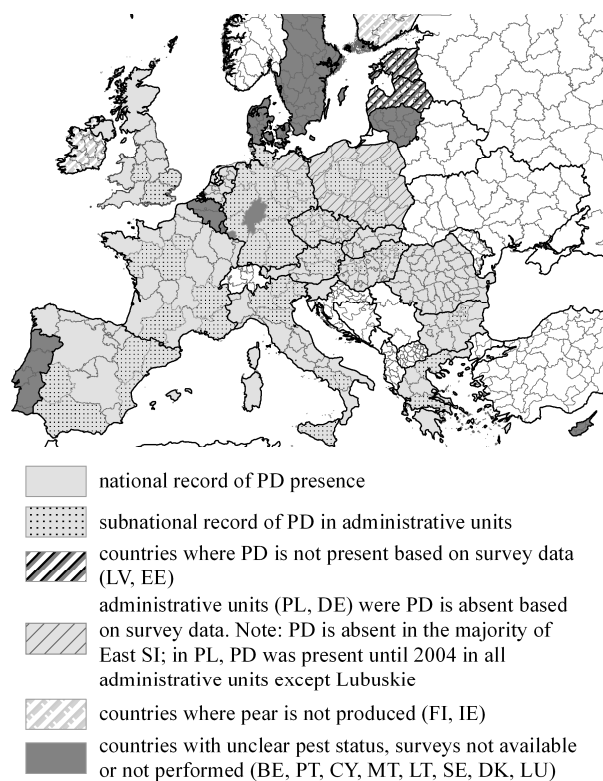 national record of PD presence
subnational record of PD in administrative units
countries where PD is not present based on survey data
(LV, EE)
administrative units (PL, DE) were PD is absent based
on survey data. Note: PD is absent in the majority of
East SI; in PL, PD was present until 2004 in all
administrative units except Lubuskie
countries where pear is not produced (FI, IE)
countries with unclear pest status, surveys not available
or not performed (BE, PT, CY, MT, LT, SE, DK, LU)